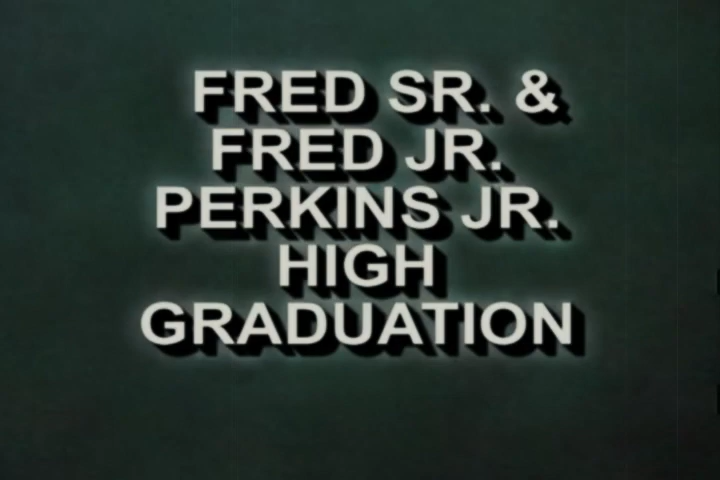 FRED SR. &
FRED JR.
PERKINS JR.
HIGH
GRADUATION